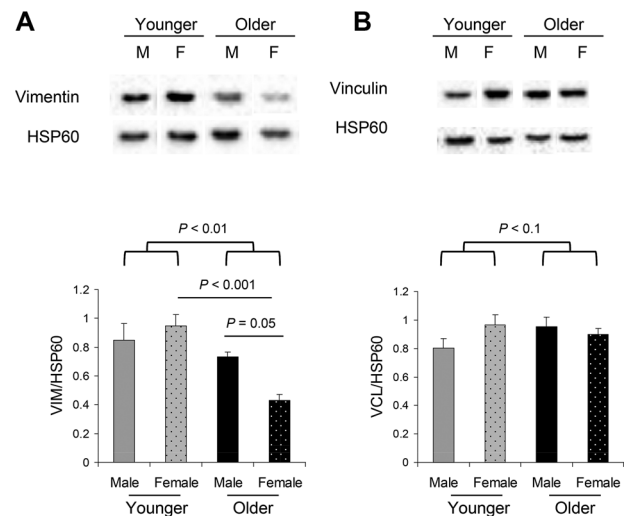 A
Younger Older
M F M F
Vimentin
HSP60
P < 0.01
P < 0.001
P = 0.05
VIM/HSP60
1.2
1
0.8
0.6
0.4
0.2
0
Male Female Male Female
Younger Older
B
Younger Older
M F M F
Vinculin
HSP60
P < 0.1
VCL/HSP60
1.2
1
0.8
0.6
0.4
0.2
0
Male Female Male Female
Younger Older